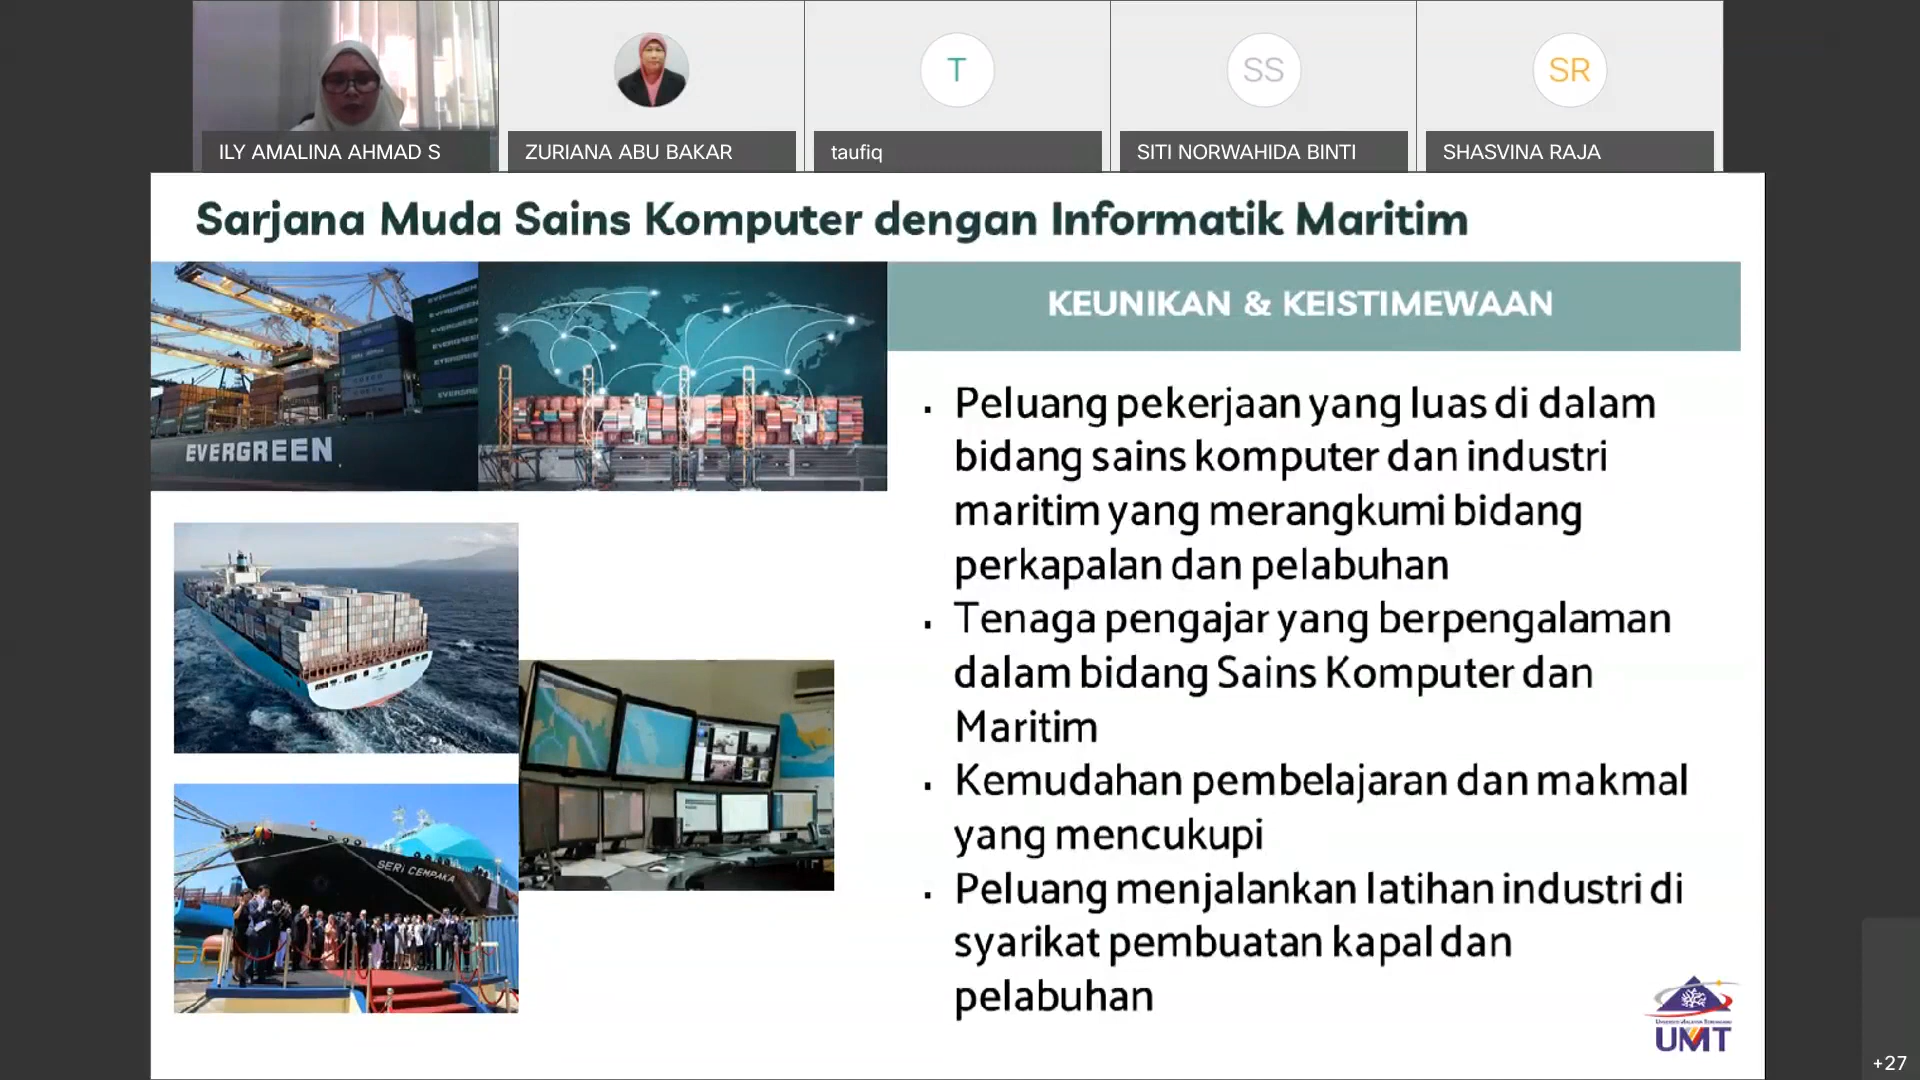 T
SS
SR
ILY AMALINA AHMAD S
ZURIANA ABU BAKAR
taufiq
SITI NORWAHIDA BINTI
SHASVINA RAJA
Sarjana Muda Sains Komputer dengan Informatik Maritim
KEUNIKAN & KEISTIMEWAAN
EVERGREEN
SERI CEMPAKA
▪ Peluang pekerjaan yang luas di dalam
bidang sains komputer dan industri
maritim yang merangkumi bidang
perkapalan dan pelabuhan
▪ Tenaga pengajar yang berpengalaman
dalam bidang Sains Komputer dan
Maritim
▪ Kemudahan pembelajaran dan makmal
yang mencukupi
▪ Peluang menjalankan latihan industri di
syarikat pembuatan kapal dan
pelabuhan
UMT
+27